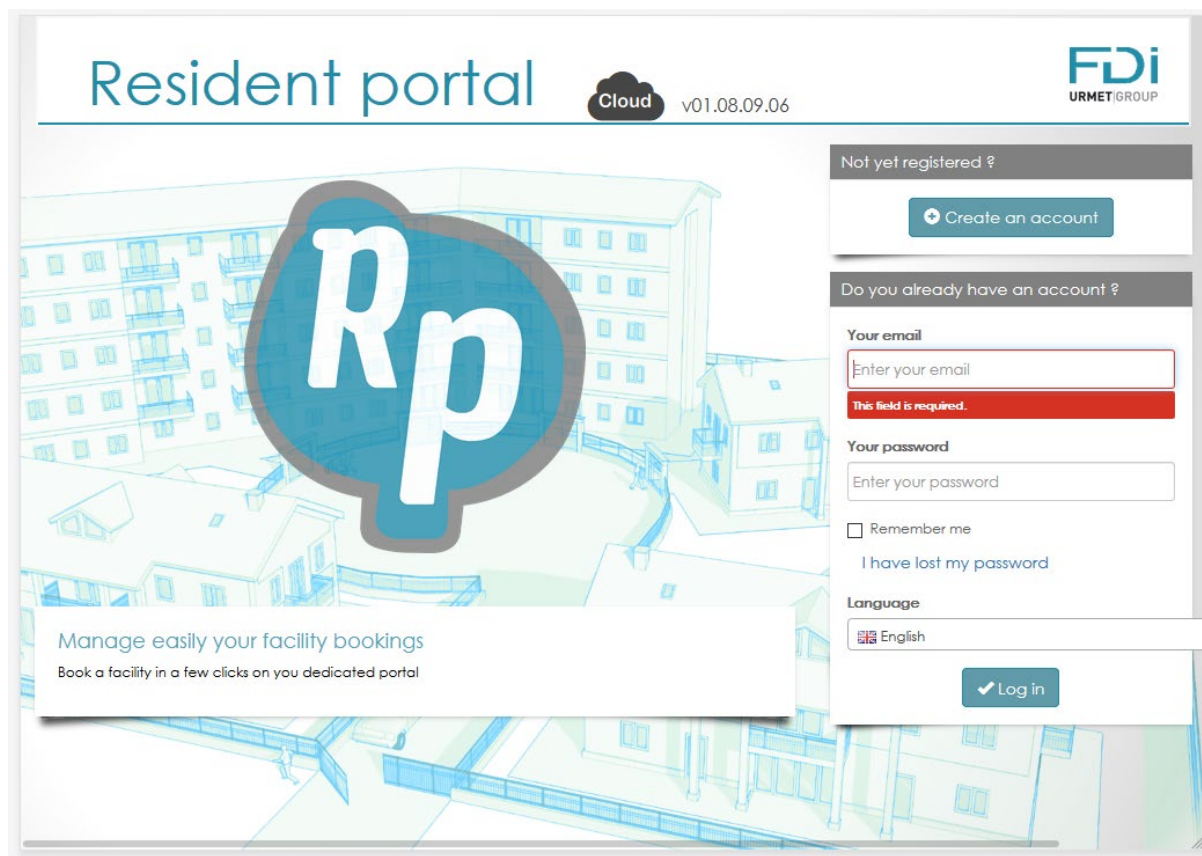 Resident portal
Cloud
v01.08.09.06
FDi
URMET|GROUP
Not yet registered ?
Create an account
Do you already have an account ?
Your email
Enter your email
This field is required.
Your password
Enter your password
Remember me
I have lost my password
Language
English
Log in
Rp
Manage easily your facility bookings
Book a facility in a few clicks on you dedicated portal